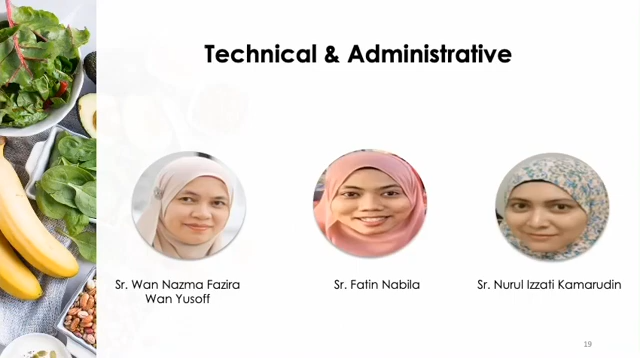 Technical & Administrative
Sr. Wan Nazma Fazira
Wan Yusoff
Sr. Fatin Nabila
Sr. Nurul Izzati Kamarudin
19